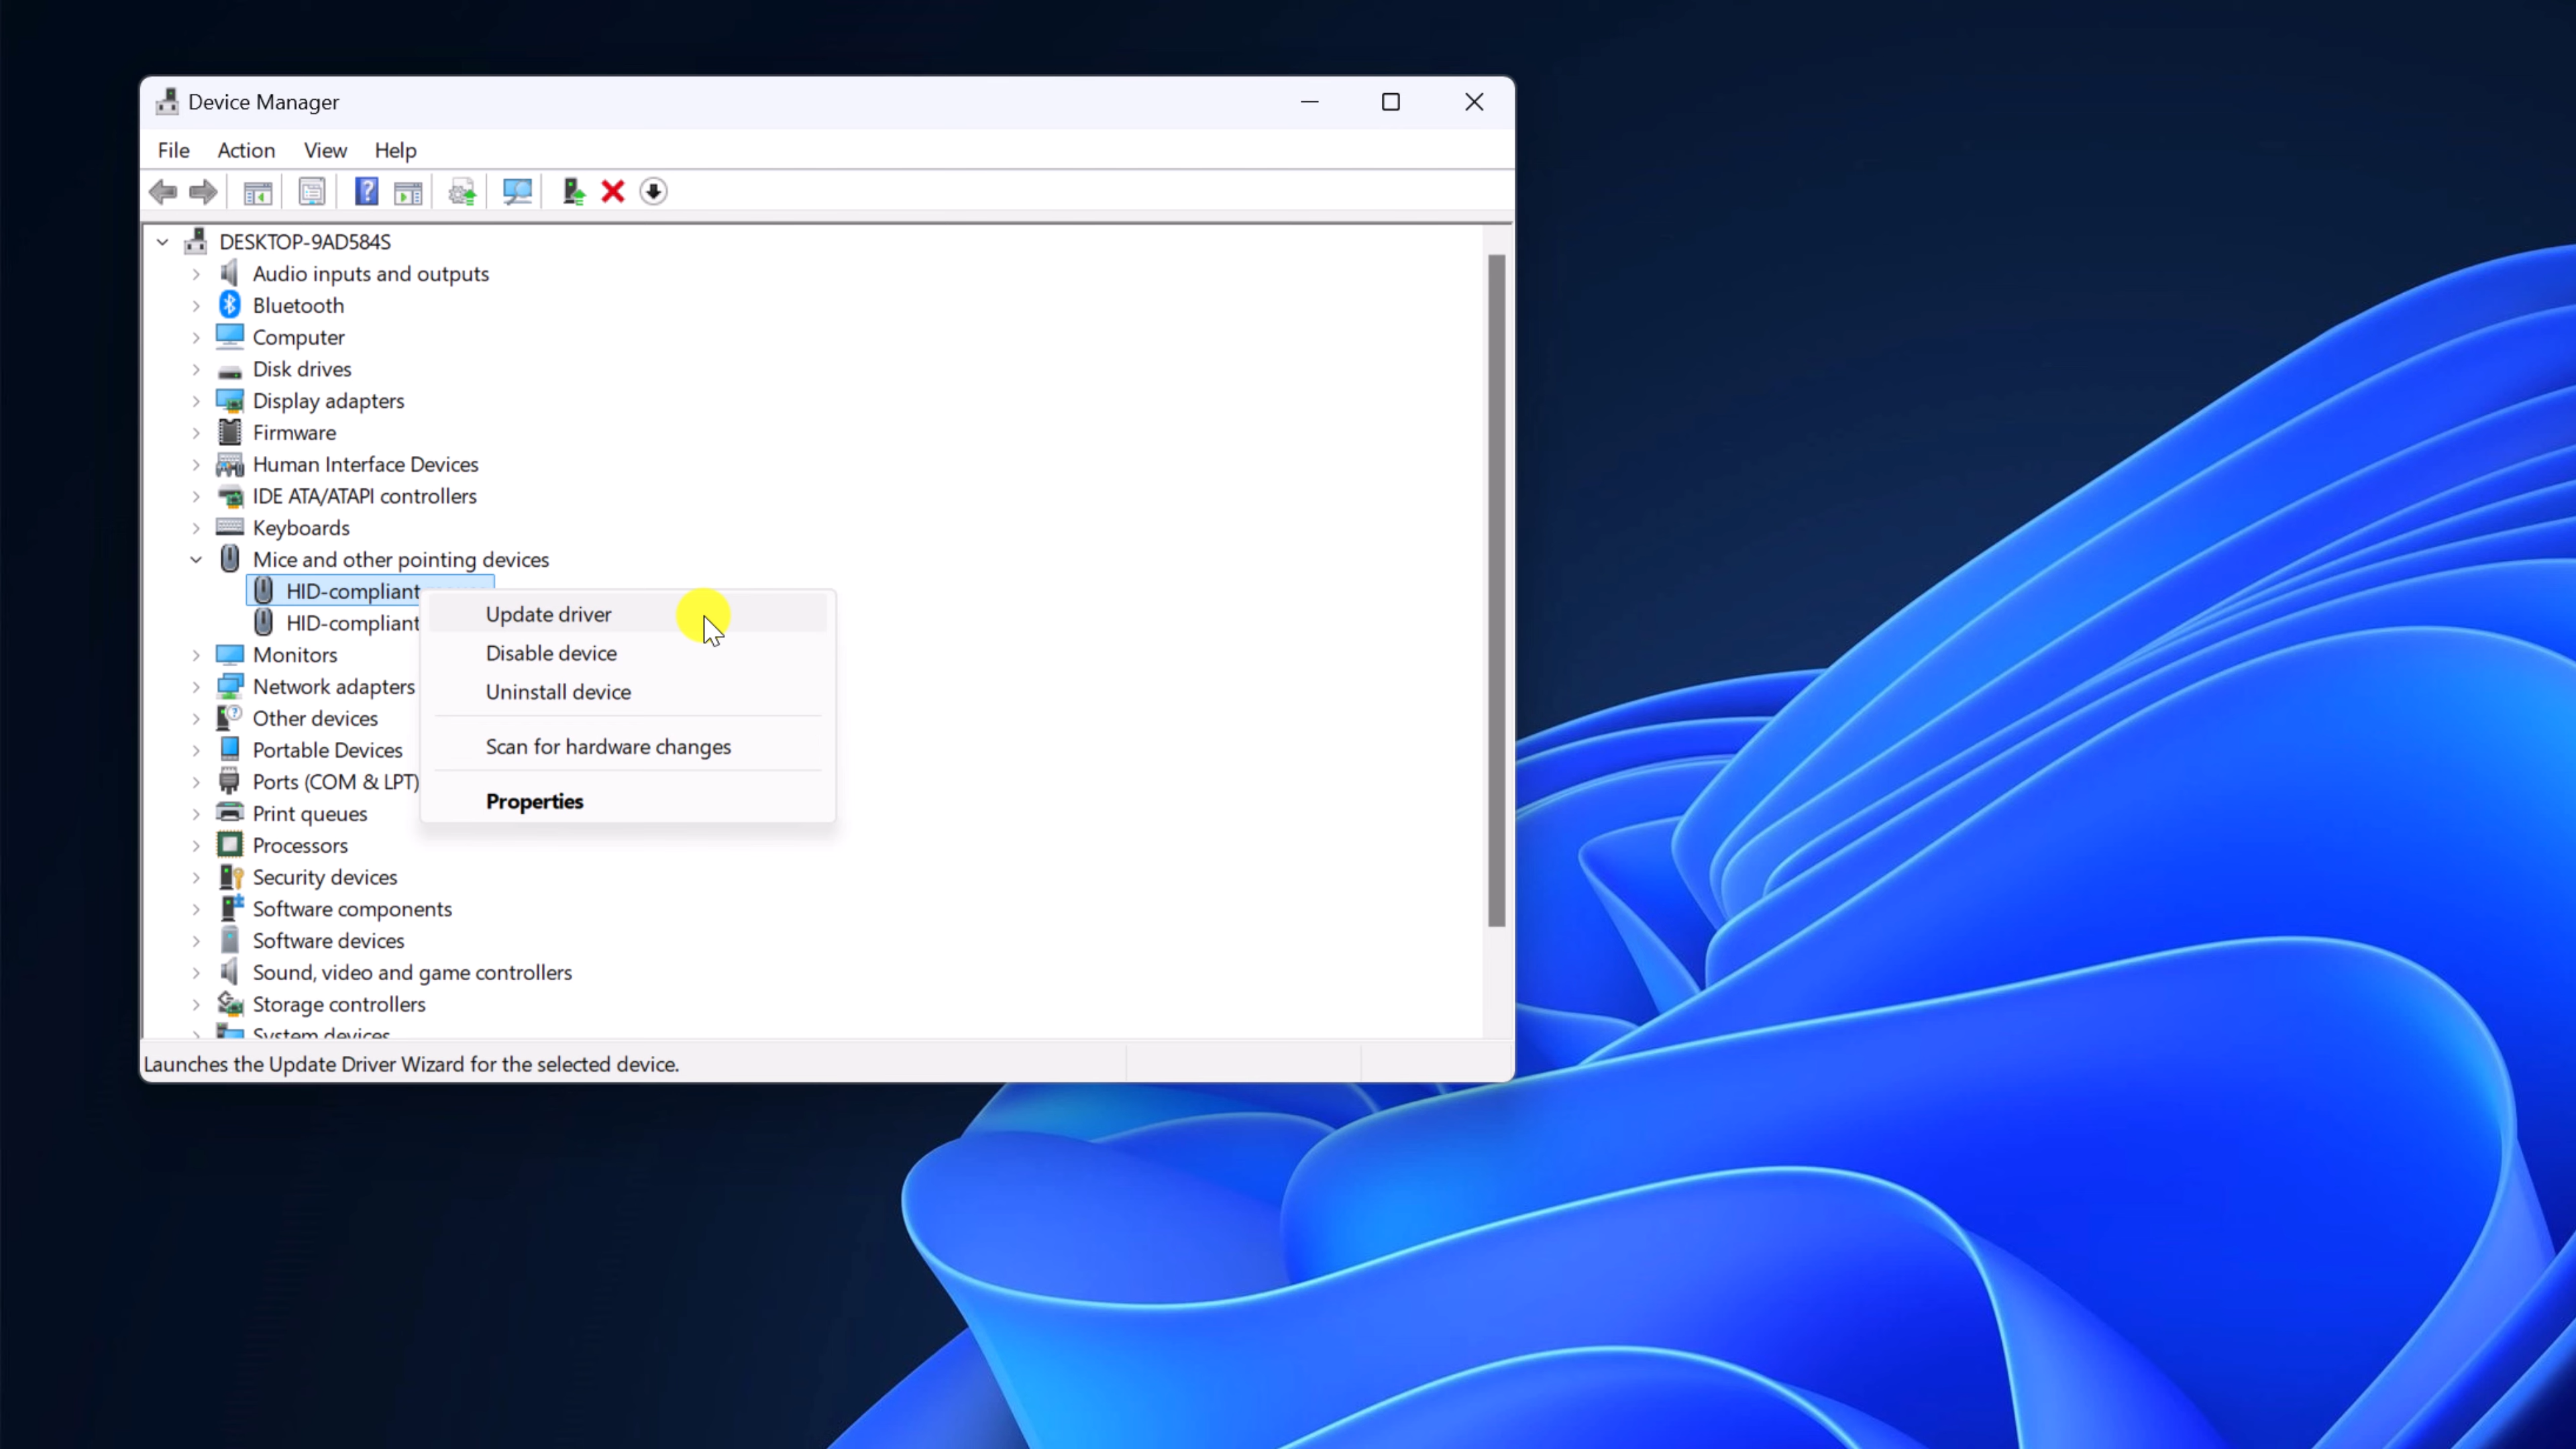 Device Manager
File Action View Help
DESKTOP-9AD584S
Audio inputs and outputs
Bluetooth
Computer
Disk drives
Display adapters
Firmware
Human Interface Devices
IDE ATA/ATAPI controllers
Keyboards
Mice and other pointing devices
HID-compliant
HID-compliant
Update driver
Disable device
Uninstall device
Scan for hardware changes
Properties
Monitors
Network adapters
Other devices
Portable Devices
Ports (COM & LPT)
Print queues
Processors
Security devices
Software components
Software devices
Sound, video and game controllers
Storage controllers
System devices
Launches the Update Driver Wizard for the selected device.